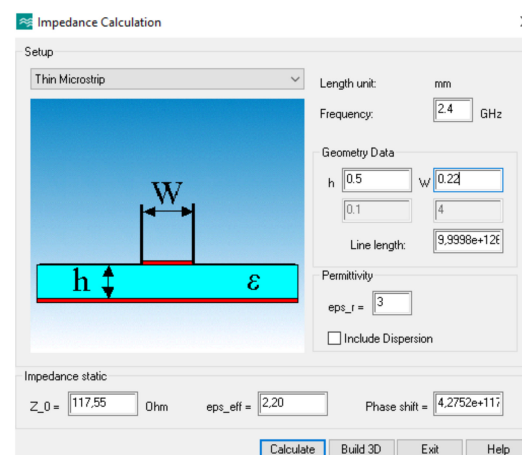 Impedance Calculation
Setup
Thin Microstrip
Length unit: mm
Frequency: 2.4 GHz
W
h
ε
Geometry Data
h 0.5 W 0.22
0.1 4
Line length: 9,9998e+126
Permittivity
eps_r = 3
Include Dispersion
Impedance static
Z_0 = 117,55 Ohm eps_eff = 2,20 Phase shift = 4,2752e+117
Calculate Build 3D Exit Help